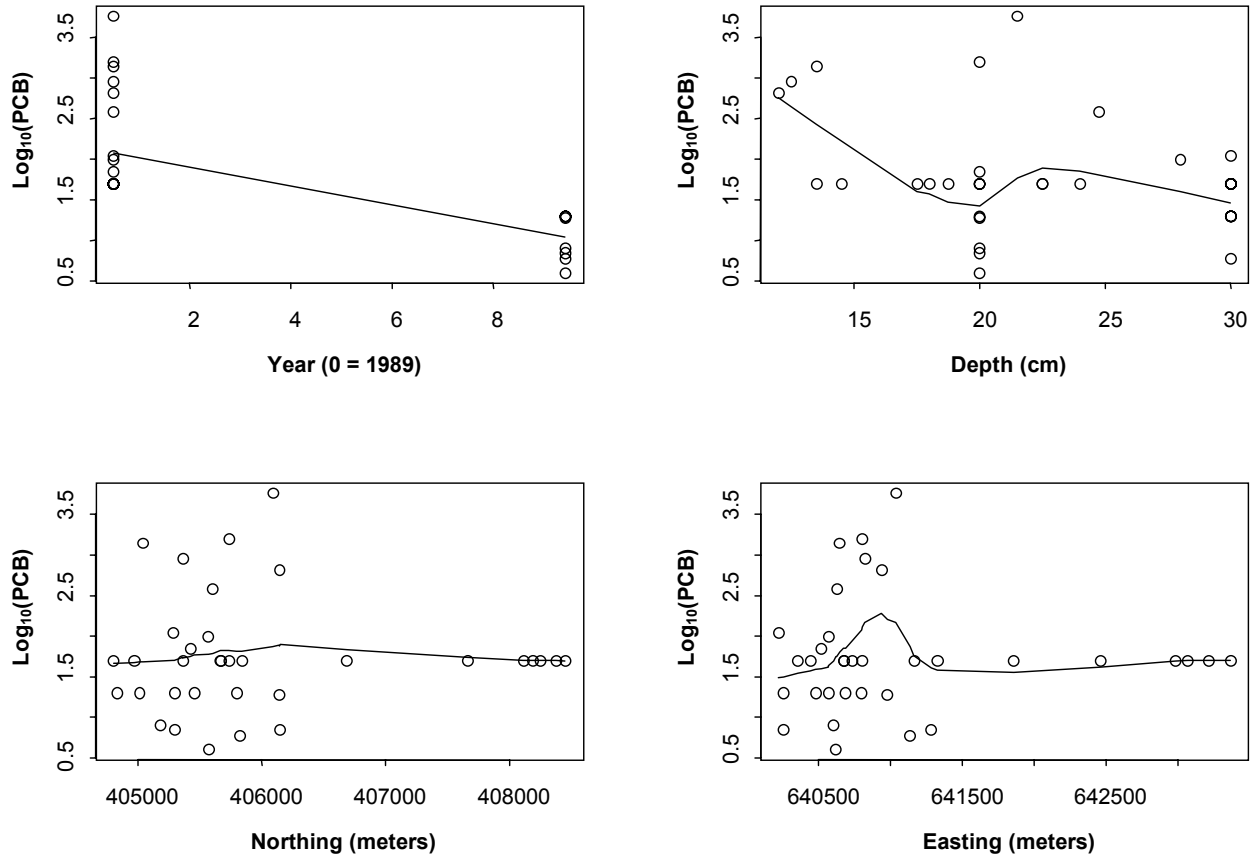 Log₁₀(PCB)
3.5
2.5
1.5
0.5
2 4 6 8
Year (0 = 1989)
Log₁₀(PCB)
3.5
2.5
1.5
0.5
15 20 25 30
Depth (cm)
Log₁₀(PCB)
3.5
2.5
1.5
0.5
405000 406000 407000 408000
Northing (meters)
Log₁₀(PCB)
3.5
2.5
1.5
0.5
640500 641500 642500
Easting (meters)